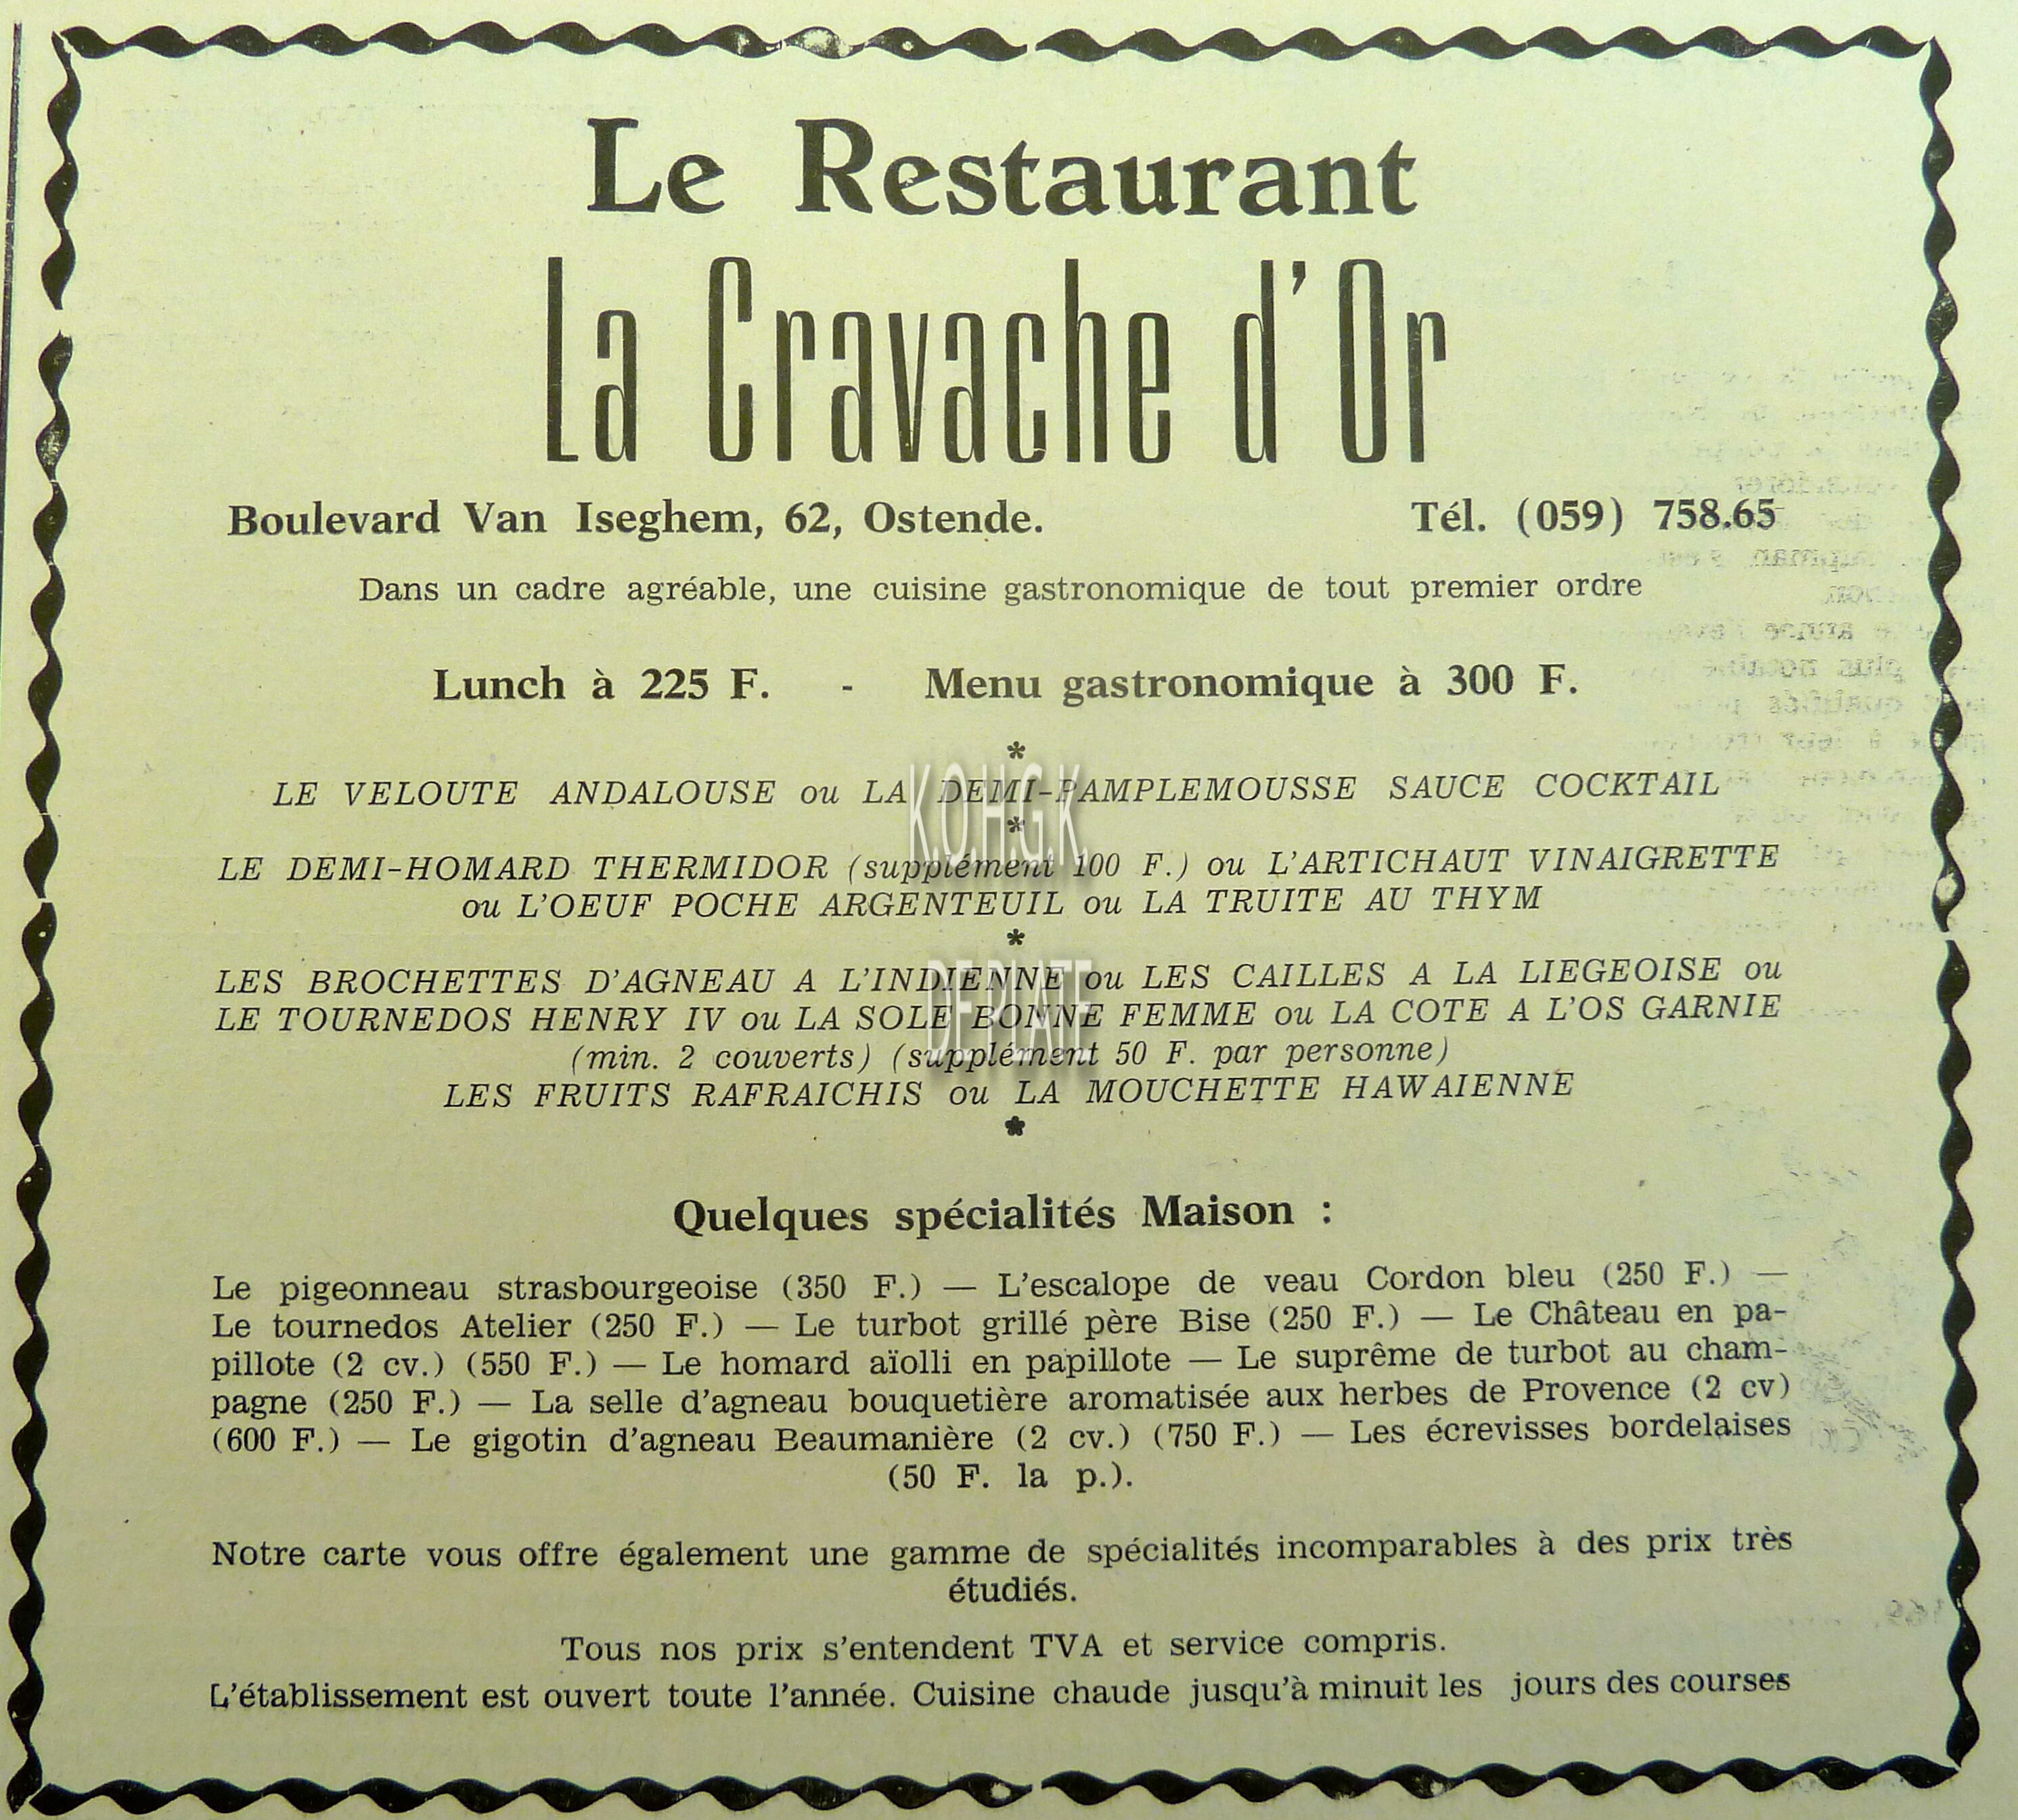 Le Restaurant
La Cravache d'Or
Boulevard Van Iseghem, 62, Ostende. Tél. (059) 758.65
Dans un cadre agréable, une cuisine gastronomique de tout premier ordre
Lunch à 225 F. - Menu gastronomique à 300 F.
*
LE VELOUTE ANDALOUSE ou LA DEMI-PAMPLEMOUSSE SAUCE COCKTAIL
*
LE DEMI-HOMARD THERMIDOR (supplément 100 F.) ou L'ARTICHAUT VINAIGRETTE
ou L'OEUF POCHE ARGENTEUIL ou LA TRUITE AU THYM
*
LES BROCHETTES D'AGNEAU A L'INDIENNE ou LES CAILLES A LA LIEGEOISE ou
LE TOURNEDOS HENRY IV ou LA SOLE BONNE FEMME ou LA COTE A L'OS GARNIE
(min. 2 couverts) (supplément 50 F. par personne)
LES FRUITS RAFRAICHIS ou LA MOUCHETTE HAWAIENNE
*
K.O.H.G.K.
DE PLATE
Quelques spécialités Maison :
Le pigeonneau strasbourgeoise (350 F.) — L'escalope de veau Cordon bleu (250 F.) —
Le tournedos Atelier (250 F.) — Le turbot grillé père Bise (250 F.) — Le Château en pa-
pillote (2 cv.) (550 F.) — Le homard aïolli en papillote — Le suprême de turbot au cham-
pagne (250 F.) — La selle d'agneau bouquetière aromatisée aux herbes de Provence (2 cv)
(600 F.) — Le gigotin d'agneau Beaumanière (2 cv.) (750 F.) — Les écrevisses bordelaises
(50 F. la p.).
Notre carte vous offre également une gamme de spécialités incomparables à des prix très
étudiés.
Tous nos prix s'entendent TVA et service compris.
L'établissement est ouvert toute l'année. Cuisine chaude jusqu'à minuit les jours des courses